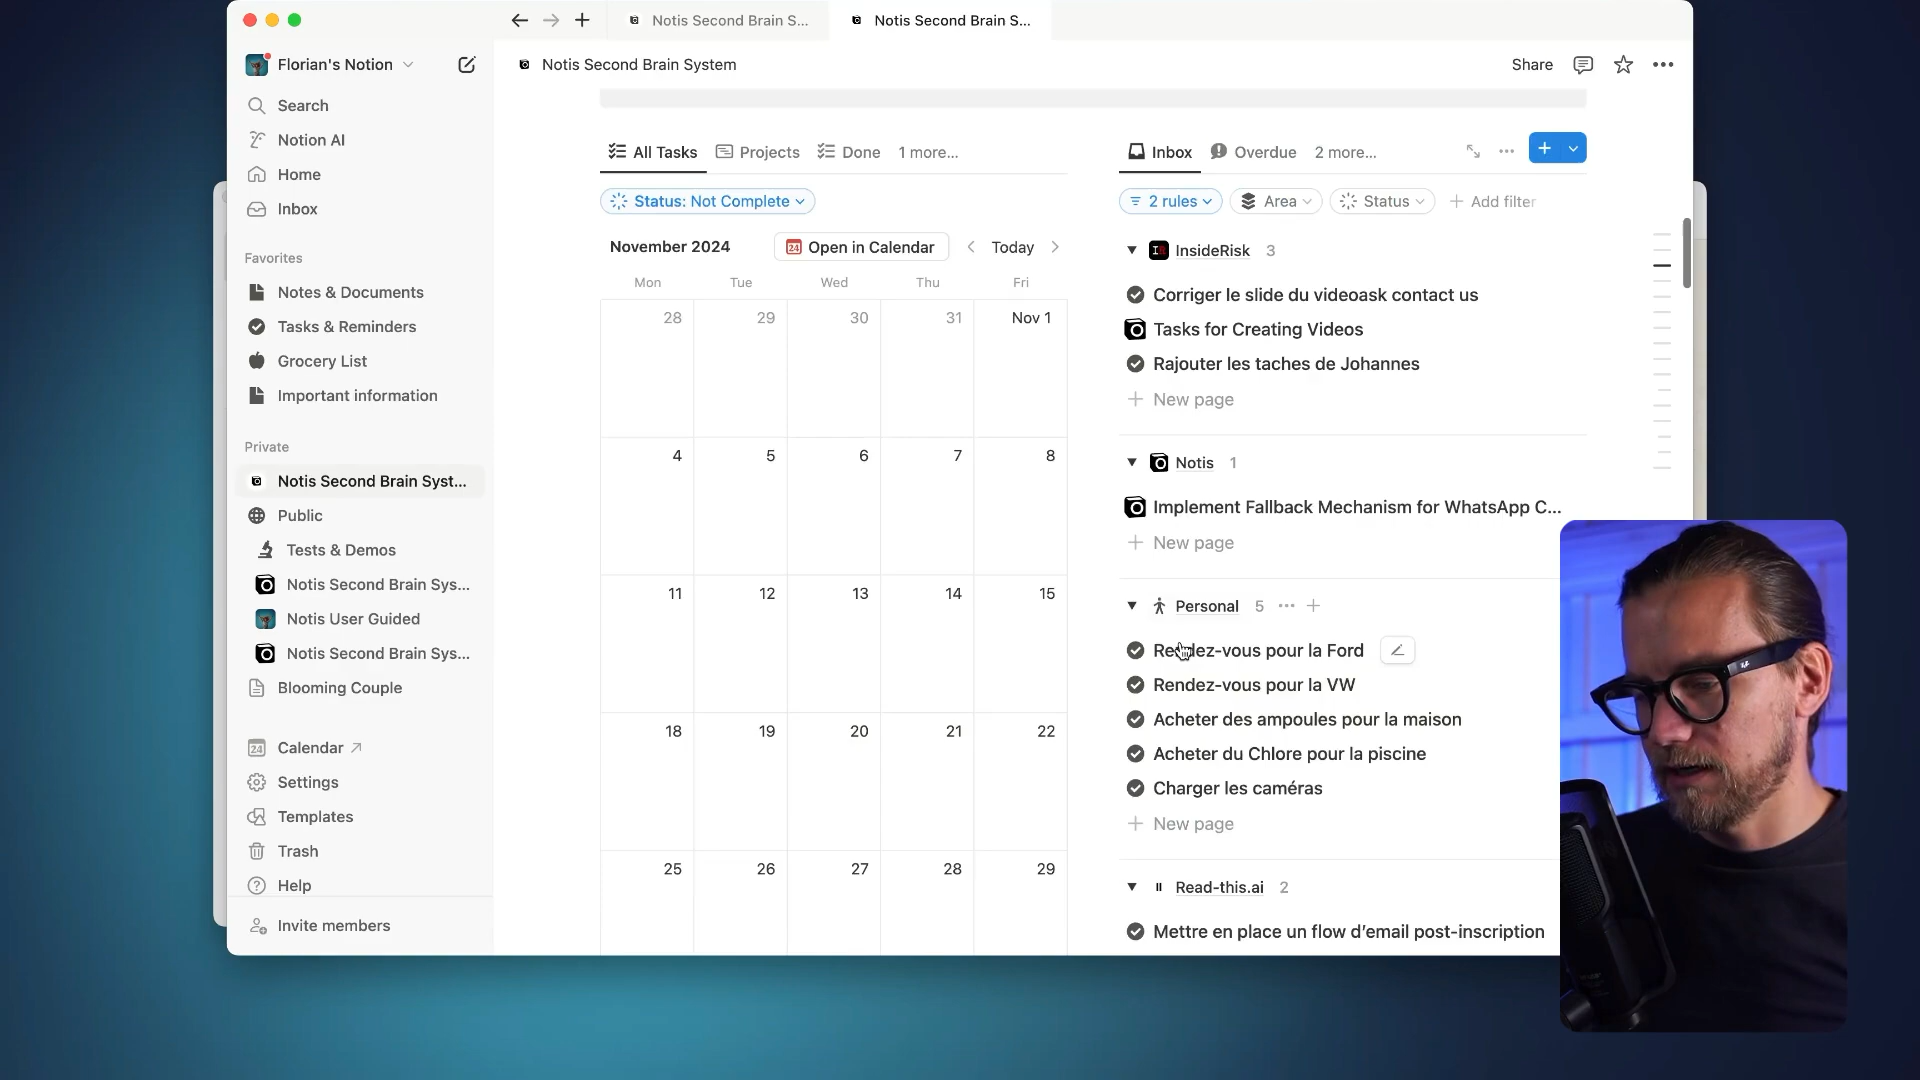 Notis Second Brain S...
Notis Second Brain S...
Florian's Notion
Notis Second Brain System
Share
Search
Notion AI
Home
Inbox
Favorites
Notes & Documents
Tasks & Reminders
Grocery List
Important information
Private
Notis Second Brain Syst...
Public
Tests & Demos
Notis Second Brain Sys...
Notis User Guided
Notis Second Brain Sys...
Blooming Couple
24 Calendar
Settings
Templates
Trash
Help
Invite members
All Tasks Projects Done 1 more...
Status: Not Complete
November 2024 24 Open in Calendar Today
Mon Tue Wed Thu Fri
28 29 30 31 Nov 1
4 5 6 7 8
11 12 13 14 15
18 19 20 21 22
25 26 27 28 29
Inbox Overdue 2 more...
2 rules Area Status Add filter
IR InsideRisk 3
Corriger le slide du videoask contact us
Tasks for Creating Videos
Rajouter les taches de Johannes
New page
Notis 1
Implement Fallback Mechanism for WhatsApp C...
New page
Personal 5
Rendez-vous pour la Ford
Rendez-vous pour la VW
Acheter des ampoules pour la maison
Acheter du Chlore pour la piscine
Charger les caméras
New page
Read-this.ai 2
Mettre en place un flow d’email post-inscription